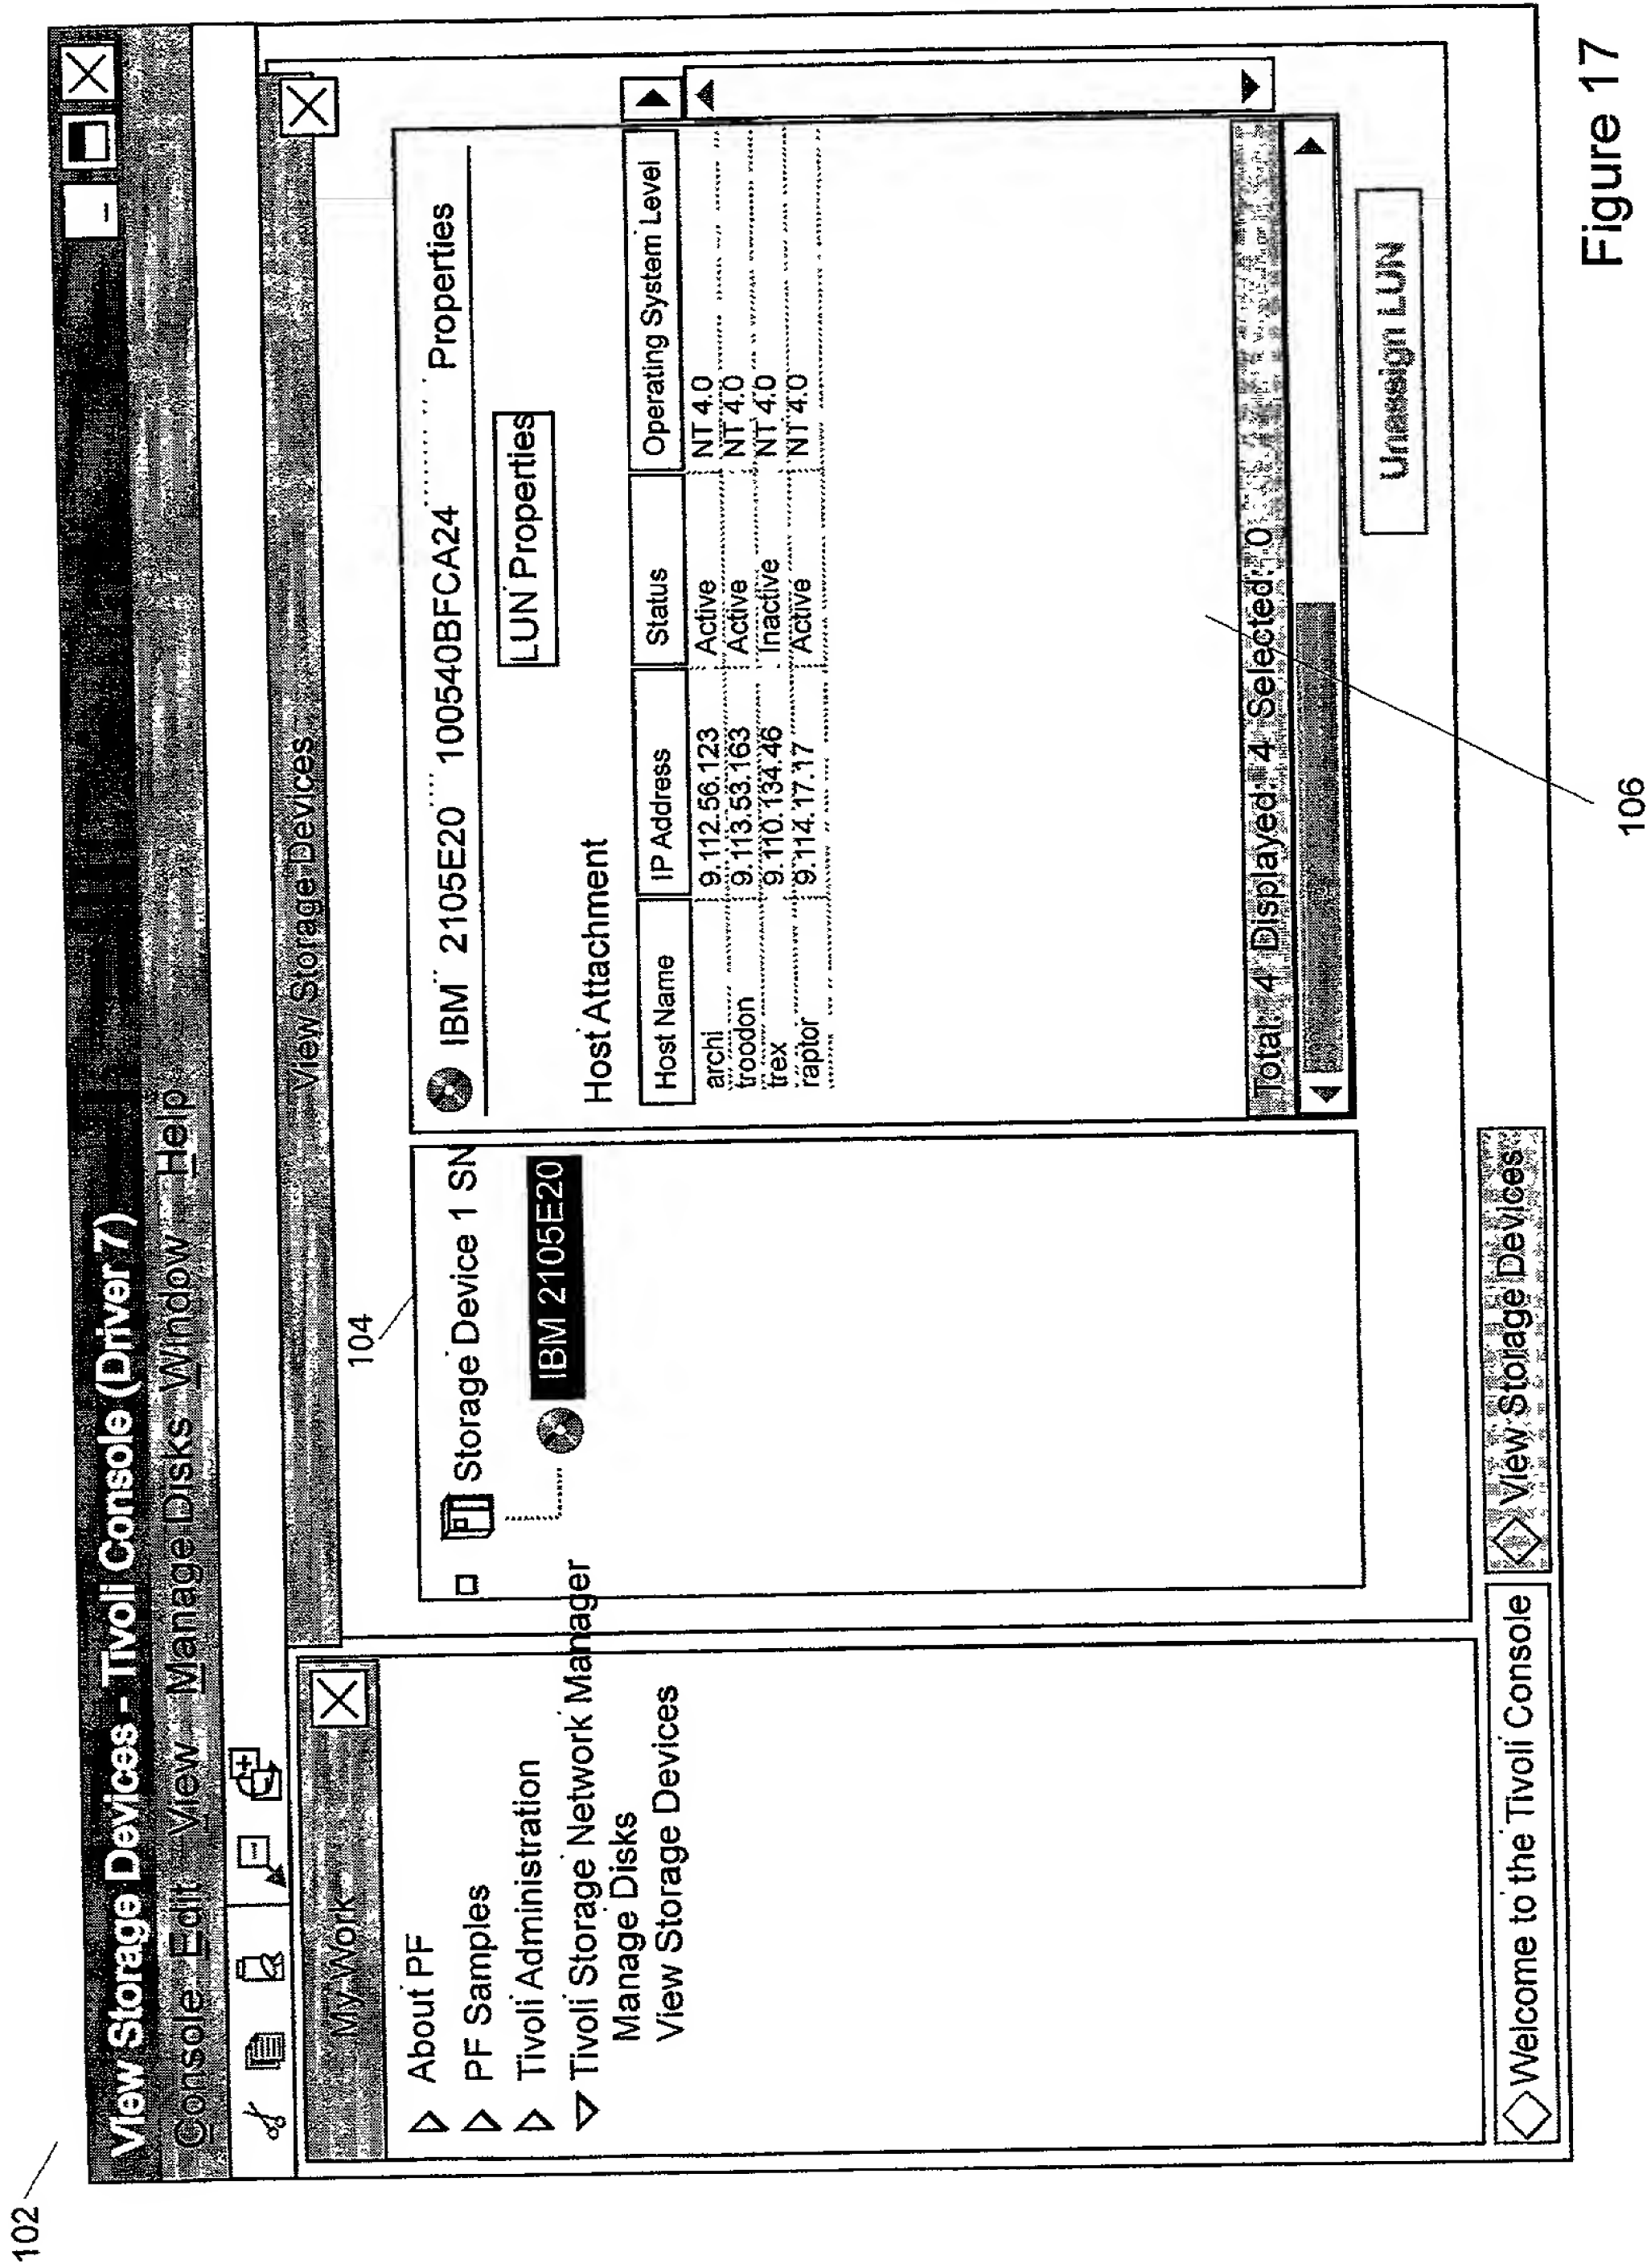 102
View Storage Devices - Tivoli Console (Driver 7)
Console Edit View Manage Disks Window Help
My Work
About PF
PF Samples
Tivoli Administration
Tivoli Storage Network Manager
Manage Disks
View Storage Devices
View Storage Devices
104
Storage Device 1 SN
IBM 2105E20
IBM 2105E20 100540BFCA24 Properties
LUN Properties
Host Attachment
Host Name IP Address Status Operating System Level
archi 9.112.56.123 Active NT 4.0
troodon 9.113.53.163 Active NT 4.0
trex 9.110.134.46 Inactive NT 4.0
raptor 9.114.17.17 Active NT 4.0
Total: 4 Displayed: 4 Selected: 0
Unassign LUN
Welcome to the Tivoli Console View Storage Devices
106
Figure 17